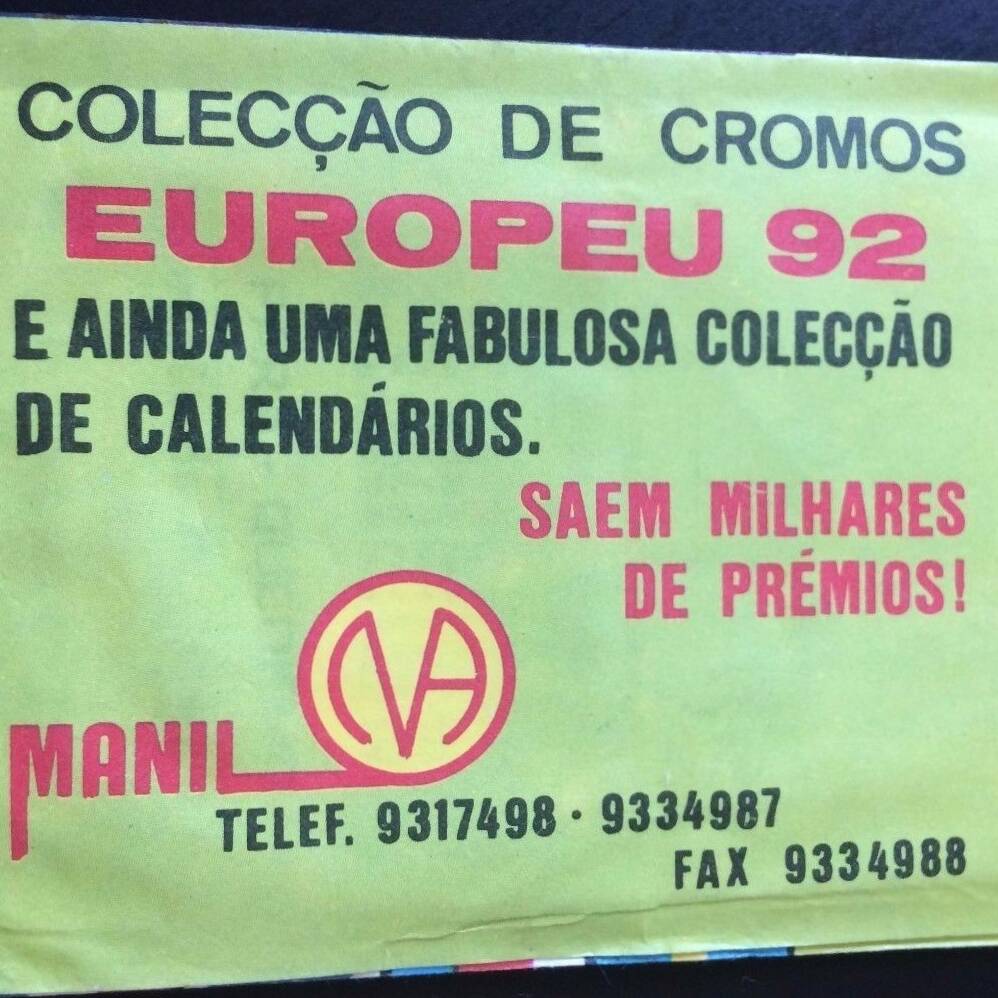 COLECÇÃO DE CROMOS
EUROPEU 92
E AINDA UMA FABULOSA COLECÇÃO
DE CALENDÁRIOS.
SAEM MILHARES
DE PRÉMIOS!
MANIL
TELEF. 9317498 · 9334987
FAX 9334988